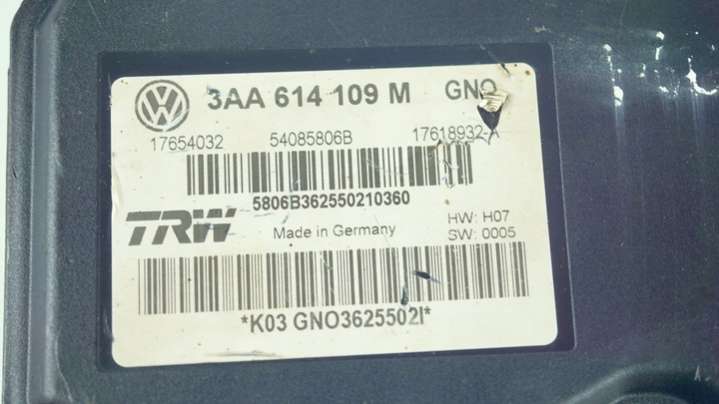 3AA 614 109 M GNO
17654032 54085806B 17618932-A
5806B362550210360
TRW Made in Germany HW: H07
SW: 0005
*K03 GNO3625502I*